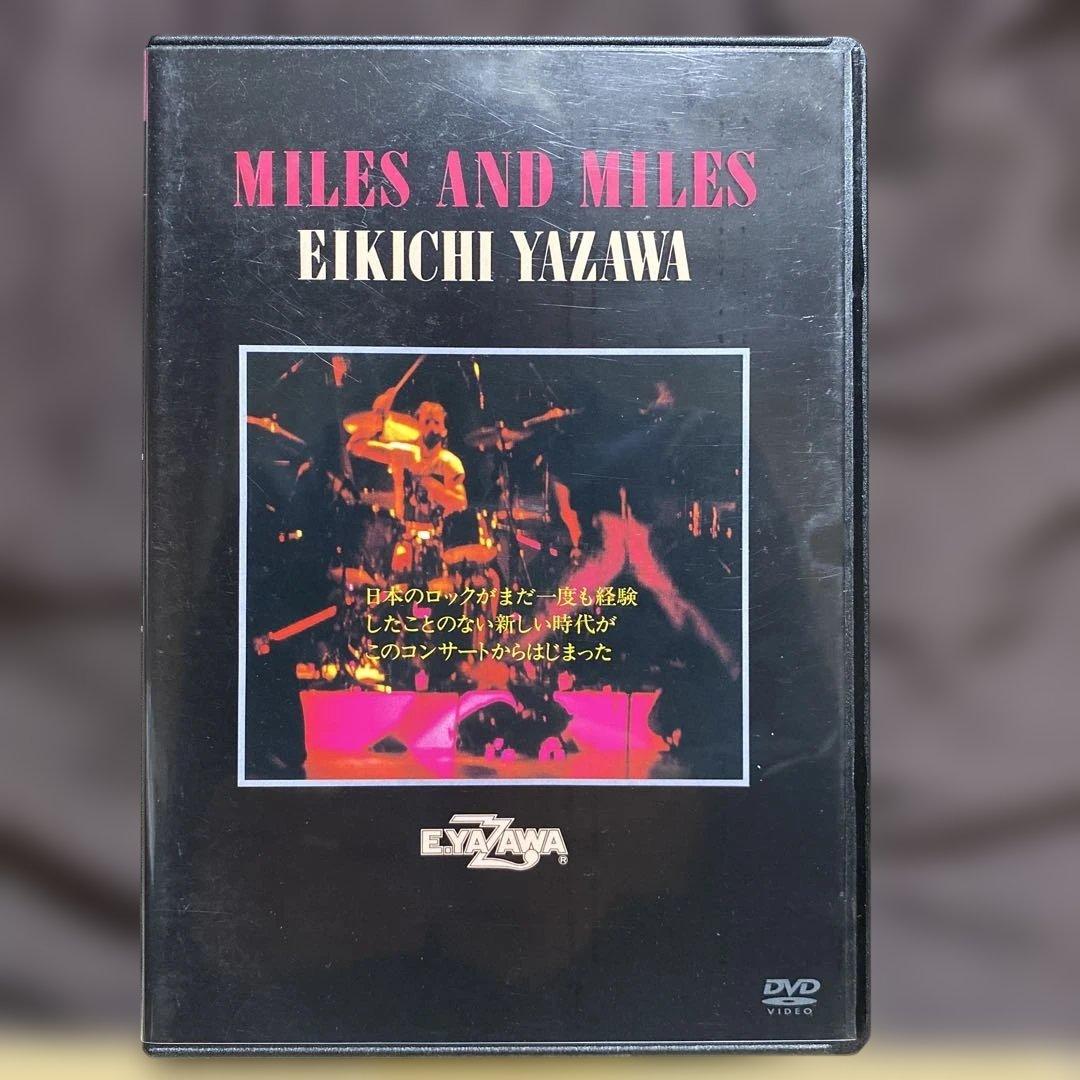 MILES AND MILES
EIKICHI YAZAWA
日本のロックがまだ一度も経験
したことのない新しい時代が
このコンサートからはじまった
E.YAZAWA®
DVD
VIDEO